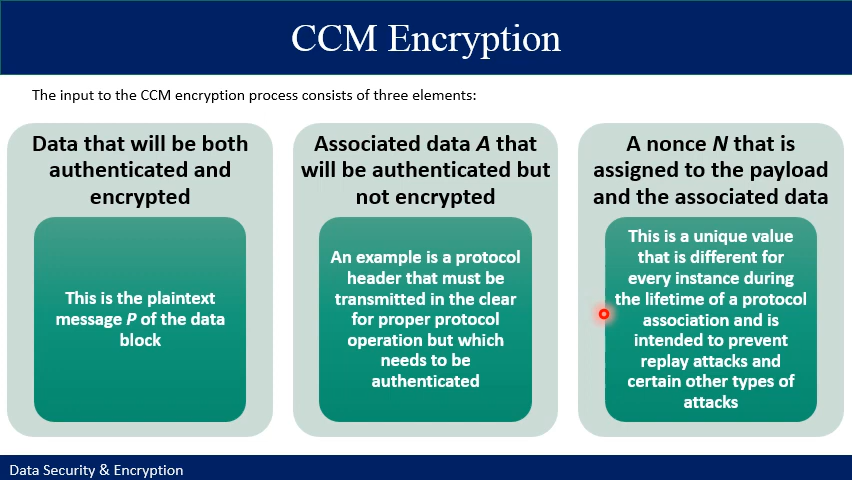 CCM Encryption
The input to the CCM encryption process consists of three elements:
Data that will be both
authenticated and
encrypted
This is the plaintext
message P of the data
block
Associated data A that
will be authenticated but
not encrypted
An example is a protocol
header that must be
transmitted in the clear
for proper protocol
operation but which
needs to be
authenticated
A nonce N that is
assigned to the payload
and the associated data
This is a unique value
that is different for
every instance during
the lifetime of a protocol
association and is
intended to prevent
replay attacks and
certain other types of
attacks
Data Security & Encryption